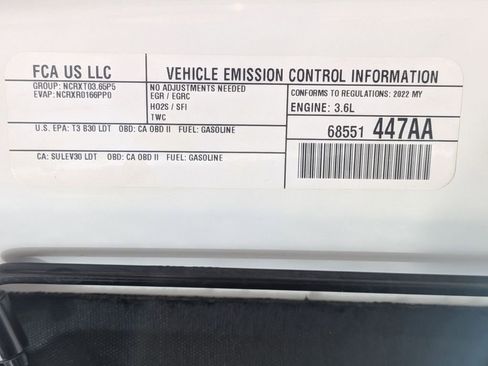 FCA US LLC
VEHICLE EMISSION CONTROL INFORMATION
GROUP: NCRXT03.65P5
EVAP: NCRXR0166PP0
NO ADJUSTMENTS NEEDED
EGR / EGRC
HO2S / SFI
TWC
CONFORMS TO REGULATIONS: 2022 MY
ENGINE: 3.6L
U.S. EPA: T3 B30 LDT OBD: CA OBD II FUEL: GASOLINE
CA: SULEV30 LDT OBD: CA OBD II FUEL: GASOLINE
68551 447AA